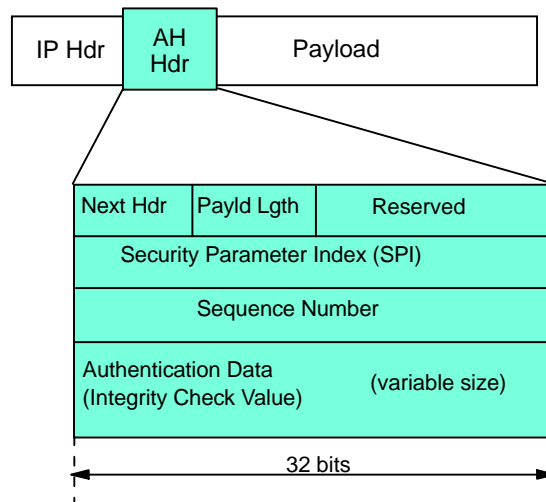 IP Hdr
AH
Hdr
Payload
Next Hdr
Payld Lgth
Reserved
Security Parameter Index (SPI)
Sequence Number
Authentication Data
(Integrity Check Value)
(variable size)
32 bits